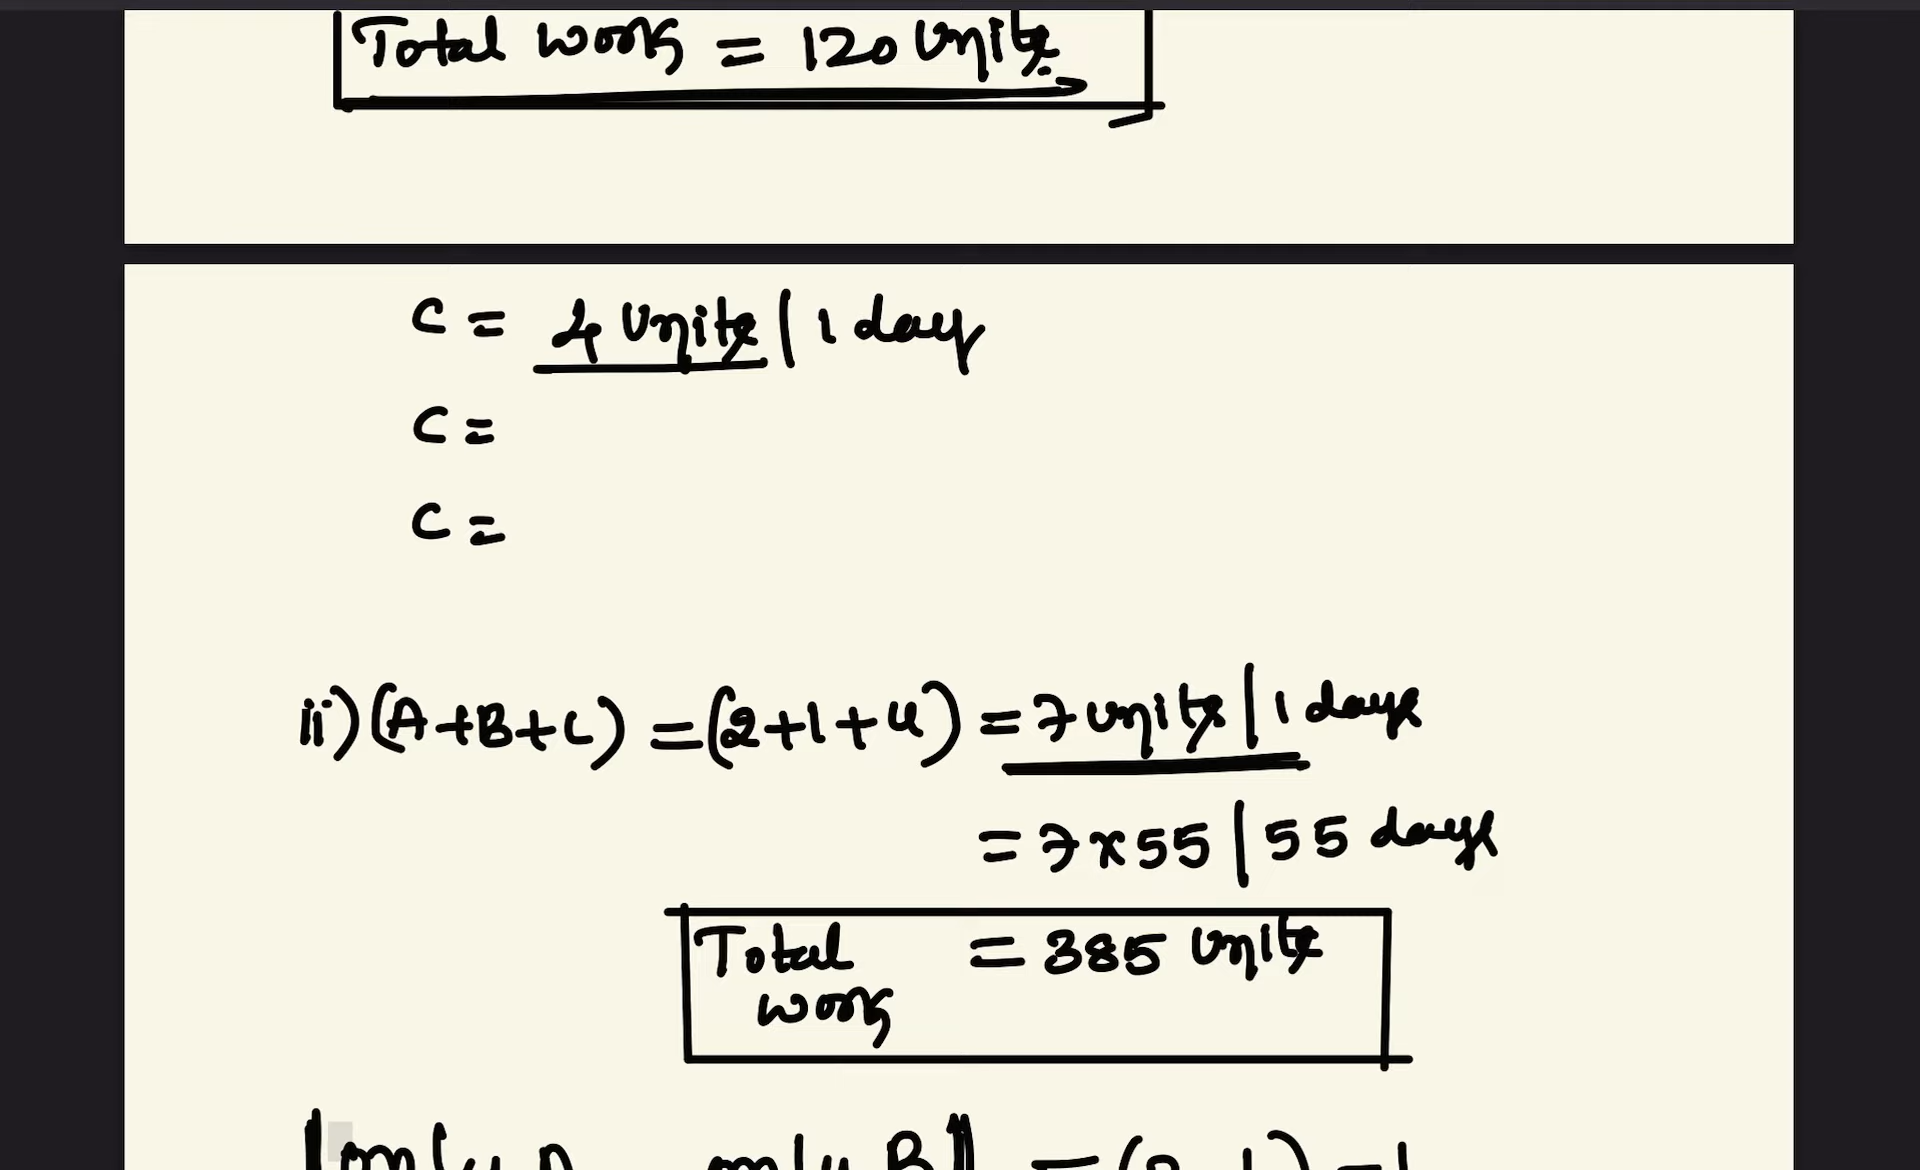 Total work = 120 Units
C = 4 Units | 1 day
C =
C =
ii) (A+B+C) = (2+1+4) = 7 units | 1 days
= 7x55 | 55 days
Total = 385 Units
work